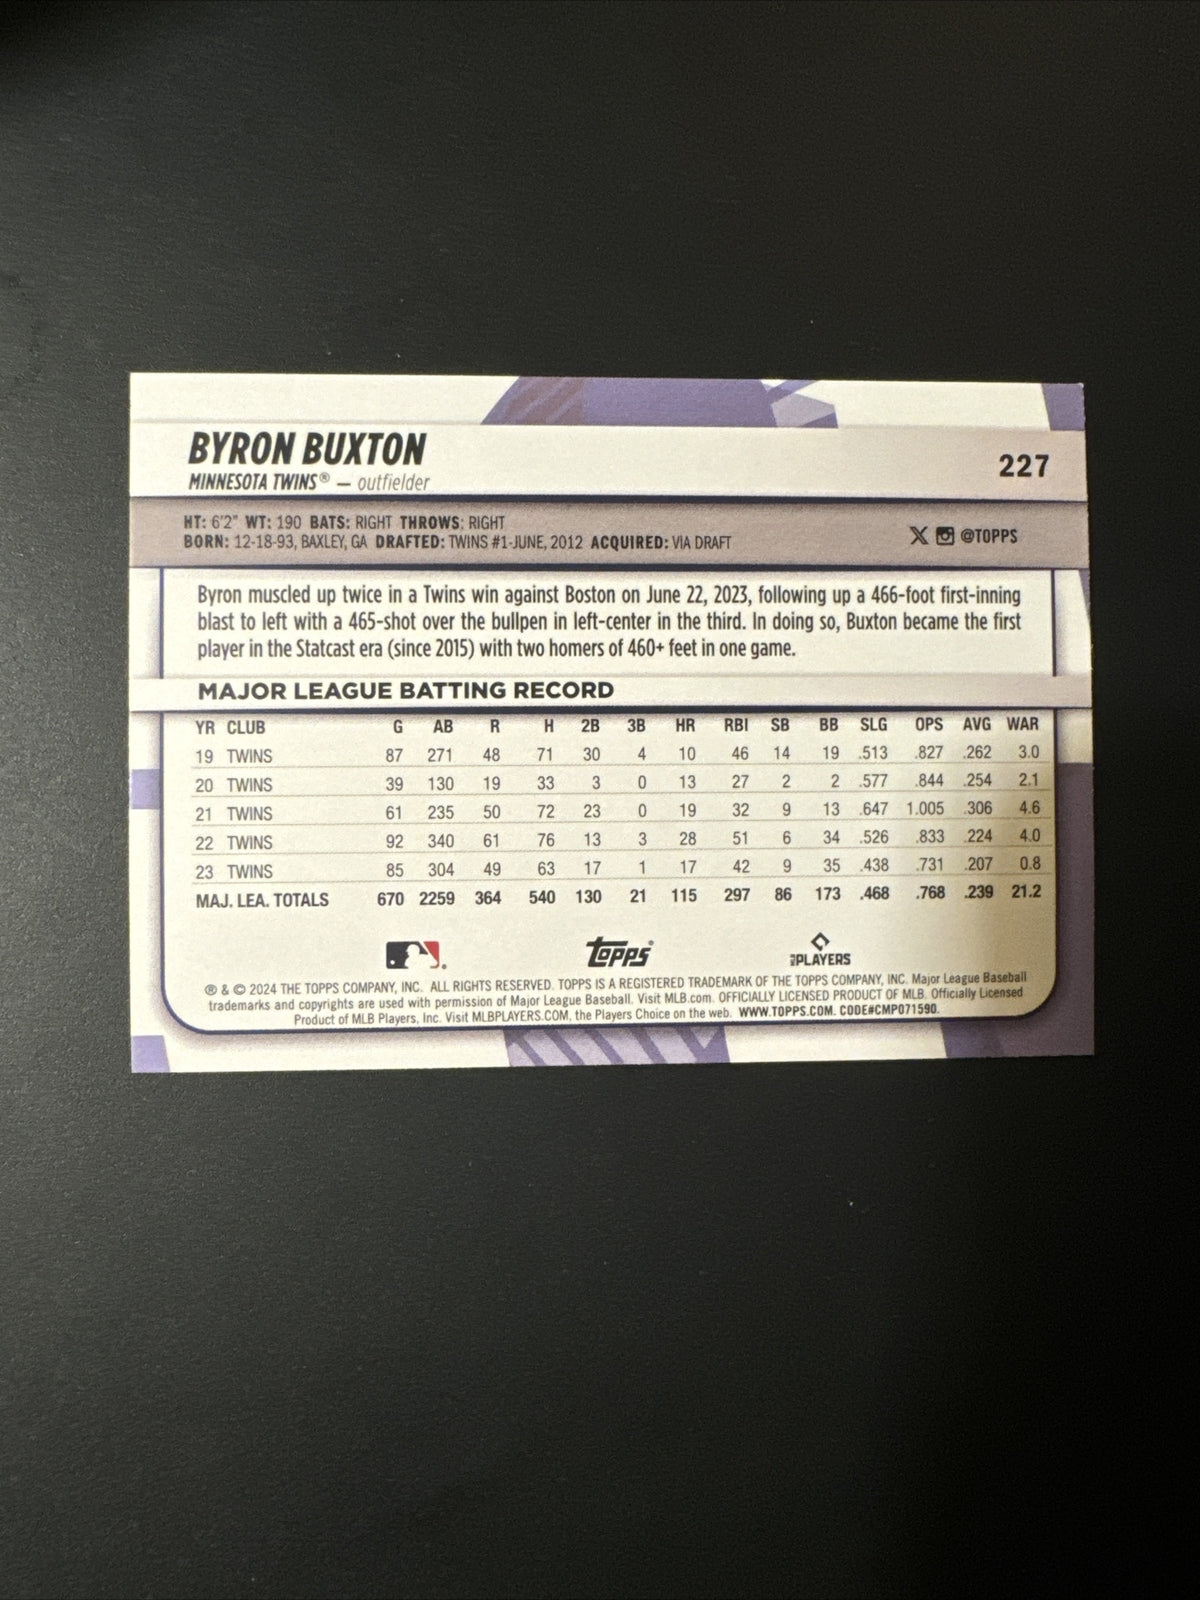 BYRON BUXTON
MINNESOTA TWINS® — outfielder
227
HT: 6'2" WT: 190 BATS: RIGHT THROWS: RIGHT
BORN: 12-18-93, BAXLEY, GA DRAFTED: TWINS #1-JUNE, 2012 ACQUIRED: VIA DRAFT
@TOPPS
Byron muscled up twice in a Twins win against Boston on June 22, 2023, following up a 466-foot first-inning
blast to left with a 465-shot over the bullpen in left-center in the third. In doing so, Buxton became the first
player in the Statcast era (since 2015) with two homers of 460+ feet in one game.
MAJOR LEAGUE BATTING RECORD
YR CLUB G AB R H 2B 3B HR RBI SB BB SLG OPS AVG WAR
19 TWINS 87 271 48 71 30 4 10 46 14 19 .513 .827 .262 3.0
20 TWINS 39 130 19 33 3 0 13 27 2 2 .577 .844 .254 2.1
21 TWINS 61 235 50 72 23 0 19 32 9 13 .647 1.005 .306 4.6
22 TWINS 92 340 61 76 13 3 28 51 6 34 .526 .833 .224 4.0
23 TWINS 85 304 49 63 17 1 17 42 9 35 .438 .731 .207 0.8
MAJ. LEA. TOTALS 670 2259 364 540 130 21 115 297 86 173 .468 .768 .239 21.2
topps®
MLB PLAYERS
® & © 2024 THE TOPPS COMPANY, INC. ALL RIGHTS RESERVED. TOPPS IS A REGISTERED TRADEMARK OF THE TOPPS COMPANY, INC. Major League Baseball
trademarks and copyrights are used with permission of Major League Baseball. Visit MLB.com. OFFICIALLY LICENSED PRODUCT OF MLB. Officially Licensed
Product of MLB Players, Inc. Visit MLBPLAYERS.COM, the Players Choice on the web. WWW.TOPPS.COM. CODE#CMP071590.